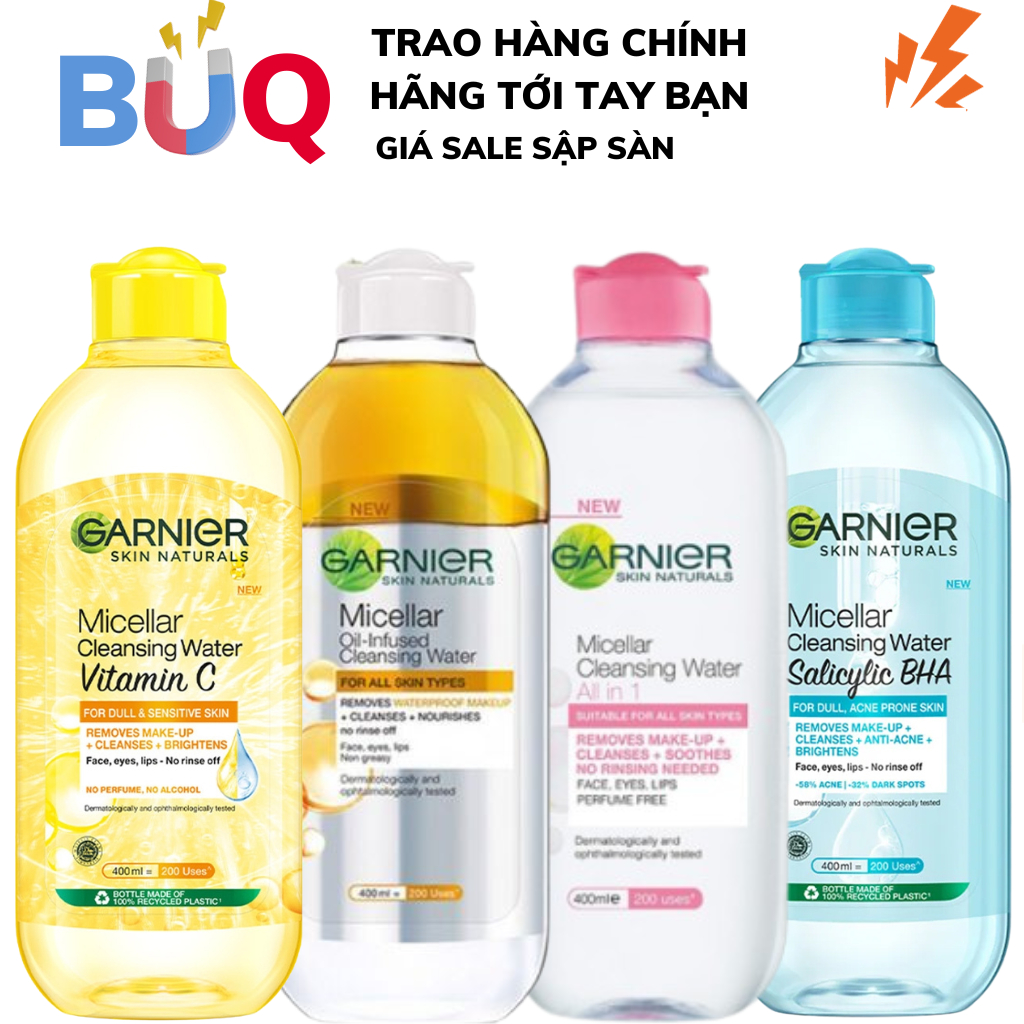 BUQ
TRAO HÀNG CHÍNH
HÃNG TỚI TAY BẠN
GIÁ SALE SẬP SÀN
GARNIER
SKIN NATURALS
NEW
Micellar
Cleansing Water
Vitamin C
FOR DULL & SENSITIVE SKIN
REMOVES MAKE-UP
+ CLEANSES + BRIGHTENS
Face, eyes, lips - No rinse off
NO PERFUME, NO ALCOHOL
Dermatologically and ophtalmologically tested
400ml = 200 Uses^
BOTTLE MADE OF
100% RECYCLED PLASTIC¹
NEW
GARNIER
SKIN NATURALS
Micellar
Oil-Infused
Cleansing Water
FOR ALL SKIN TYPES
REMOVES WATERPROOF MAKEUP
+ CLEANSES + NOURISHES
no rinse off
Face, eyes, lips
Non greasy
Dermatologically and
ophtalmologically tested
400ml = 200 Uses^
NEW
GARNIER
SKIN NATURALS
Micellar
Cleansing Water
All in 1
SUITABLE FOR ALL SKIN TYPES
REMOVES MAKE-UP +
CLEANSES + SOOTHES
NO RINSING NEEDED
FACE, EYES, LIPS
PERFUME FREE
Dermatologically and
ophthalmologically tested
400ml e 200 uses*
GARNIER
SKIN NATURALS
NEW
Micellar
Cleansing Water
Salicylic BHA
FOR DULL, ACNE PRONE SKIN
REMOVES MAKE-UP +
CLEANSES + ANTI-ACNE +
BRIGHTENS
Face, eyes, lips - No rinse off
-58% ACNE | -32% DARK SPOTS
Dermatologically and ophtalmologically tested
400ml = 200 Uses^
BOTTLE MADE OF
100% RECYCLED PLASTIC¹